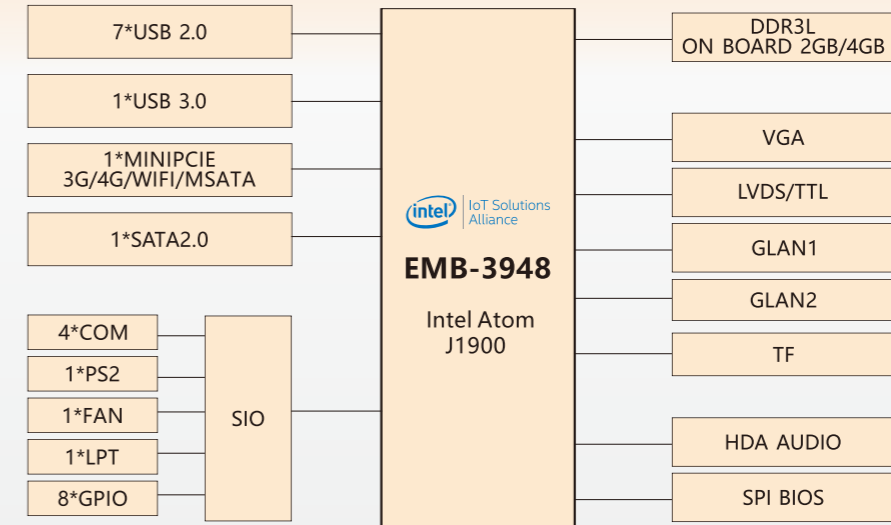 7*USB 2.0
1*USB 3.0
1*MINIPCIE
3G/4G/WIFI/MSATA
1*SATA2.0
4*COM
1*PS2
1*FAN
1*LPT
8*GPIO
SIO
intel
IoT Solutions
Alliance
EMB-3948
Intel Atom
J1900
DDR3L
ON BOARD 2GB/4GB
VGA
LVDS/TTL
GLAN1
GLAN2
TF
HDA AUDIO
SPI BIOS